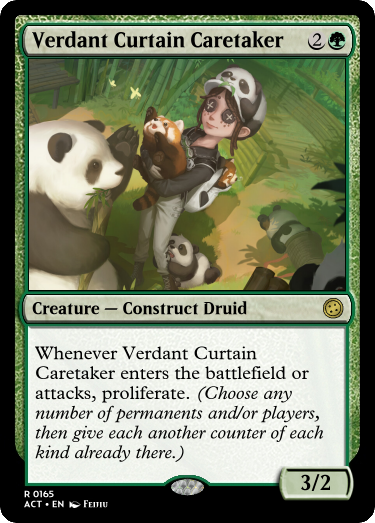 Verdant Curtain Caretaker 2
Creature — Construct Druid
Whenever Verdant Curtain
Caretaker enters the battlefield or
attacks, proliferate. (Choose any
number of permanents and/or players,
then give each another counter of each
kind already there.)
3/2
R 0165
ACT • EN Feiju